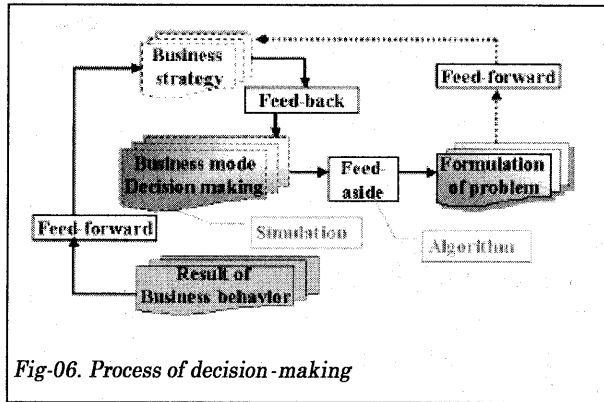 Business
strategy
Feed-forward
Feed-back
Business mode
Decision making
Feed-
aside
Formulation
of problem
Feed-forward
Simulation
Algorithm
Result of
Business behavior
Fig-06. Process of decision-making